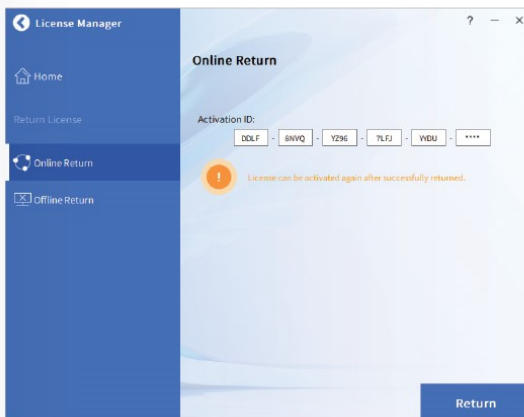 License Manager
Home
Return License
Online Return
Offline Return
? — ×
Online Return
Activation ID:
DDLF - 8NVQ - YZ96 - 7LFJ - VVDU - ****
! License can be activated again after successfully returned.
Return